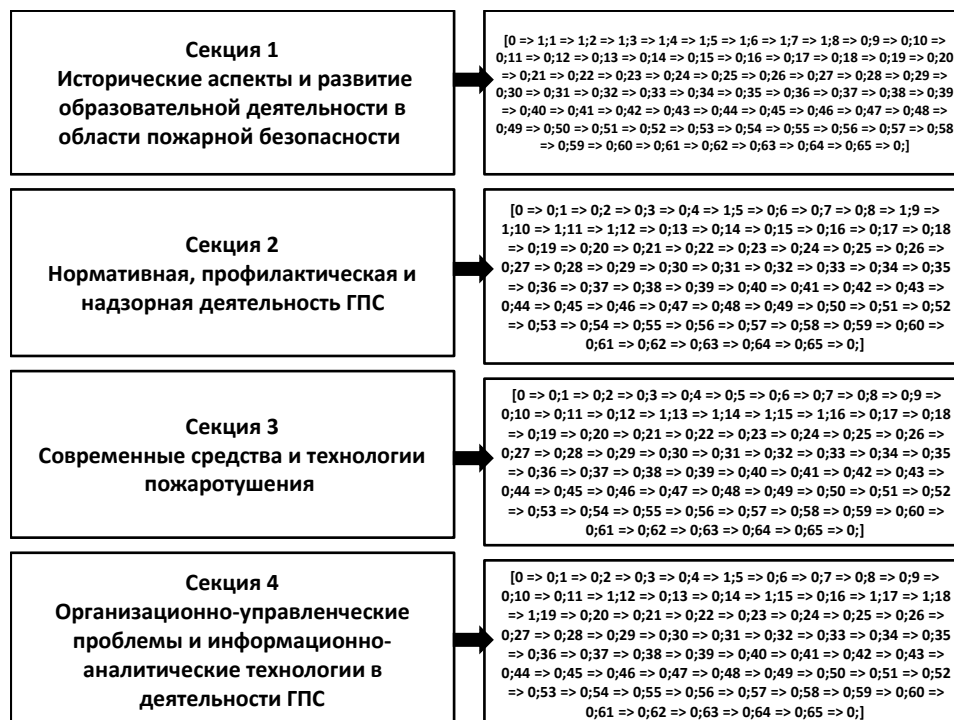 Секция 1
Исторические аспекты и развитие
образовательной деятельности в
области пожарной безопасности
[0 => 1;1 => 1;2 => 1;3 => 1;4 => 1;5 => 1;6 => 1;7 => 1;8 => 0;9 => 0;10 =>
0;11 => 0;12 => 0;13 => 0;14 => 0;15 => 0;16 => 0;17 => 0;18 => 0;19 => 0;20
=> 0;21 => 0;22 => 0;23 => 0;24 => 0;25 => 0;26 => 0;27 => 0;28 => 0;29 =>
0;30 => 0;31 => 0;32 => 0;33 => 0;34 => 0;35 => 0;36 => 0;37 => 0;38 => 0;39
=> 0;40 => 0;41 => 0;42 => 0;43 => 0;44 => 0;45 => 0;46 => 0;47 => 0;48 =>
0;49 => 0;50 => 0;51 => 0;52 => 0;53 => 0;54 => 0;55 => 0;56 => 0;57 => 0;58
=> 0;59 => 0;60 => 0;61 => 0;62 => 0;63 => 0;64 => 0;65 => 0;]
Секция 2
Нормативная, профилактическая и
надзорная деятельность ГПС
[0 => 0;1 => 0;2 => 0;3 => 0;4 => 1;5 => 0;6 => 0;7 => 0;8 => 1;9 =>
1;10 => 1;11 => 1;12 => 0;13 => 0;14 => 0;15 => 0;16 => 0;17 => 0;18
=> 0;19 => 0;20 => 0;21 => 0;22 => 0;23 => 0;24 => 0;25 => 0;26 =>
0;27 => 0;28 => 0;29 => 0;30 => 0;31 => 0;32 => 0;33 => 0;34 => 0;35
=> 0;36 => 0;37 => 0;38 => 0;39 => 0;40 => 0;41 => 0;42 => 0;43 =>
0;44 => 0;45 => 0;46 => 0;47 => 0;48 => 0;49 => 0;50 => 0;51 => 0;52
=> 0;53 => 0;54 => 0;55 => 0;56 => 0;57 => 0;58 => 0;59 => 0;60 =>
0;61 => 0;62 => 0;63 => 0;64 => 0;65 => 0;]
Секция 3
Современные средства и технологии
пожаротушения
[0 => 0;1 => 0;2 => 0;3 => 0;4 => 0;5 => 0;6 => 0;7 => 0;8 => 0;9 =>
0;10 => 0;11 => 0;12 => 1;13 => 1;14 => 1;15 => 1;16 => 0;17 => 0;18
=> 0;19 => 0;20 => 0;21 => 0;22 => 0;23 => 0;24 => 0;25 => 0;26 =>
0;27 => 0;28 => 0;29 => 0;30 => 0;31 => 0;32 => 0;33 => 0;34 => 0;35
=> 0;36 => 0;37 => 0;38 => 0;39 => 0;40 => 0;41 => 0;42 => 0;43 =>
0;44 => 0;45 => 0;46 => 0;47 => 0;48 => 0;49 => 0;50 => 0;51 => 0;52
=> 0;53 => 0;54 => 0;55 => 0;56 => 0;57 => 0;58 => 0;59 => 0;60 =>
0;61 => 0;62 => 0;63 => 0;64 => 0;65 => 0;]
Секция 4
Организационно-управленческие
проблемы и информационно-
аналитические технологии в
деятельности ГПС
[0 => 0;1 => 0;2 => 0;3 => 0;4 => 1;5 => 0;6 => 0;7 => 0;8 => 0;9 =>
0;10 => 0;11 => 1;12 => 0;13 => 0;14 => 1;15 => 0;16 => 1;17 => 1;18
=> 1;19 => 0;20 => 0;21 => 0;22 => 0;23 => 0;24 => 0;25 => 0;26 =>
0;27 => 0;28 => 0;29 => 0;30 => 0;31 => 0;32 => 0;33 => 0;34 => 0;35
=> 0;36 => 0;37 => 0;38 => 0;39 => 0;40 => 0;41 => 0;42 => 0;43 =>
0;44 => 0;45 => 0;46 => 0;47 => 0;48 => 0;49 => 0;50 => 0;51 => 0;52
=> 0;53 => 0;54 => 0;55 => 0;56 => 0;57 => 0;58 => 0;59 => 0;60 =>
0;61 => 0;62 => 0;63 => 0;64 => 0;65 => 0;]